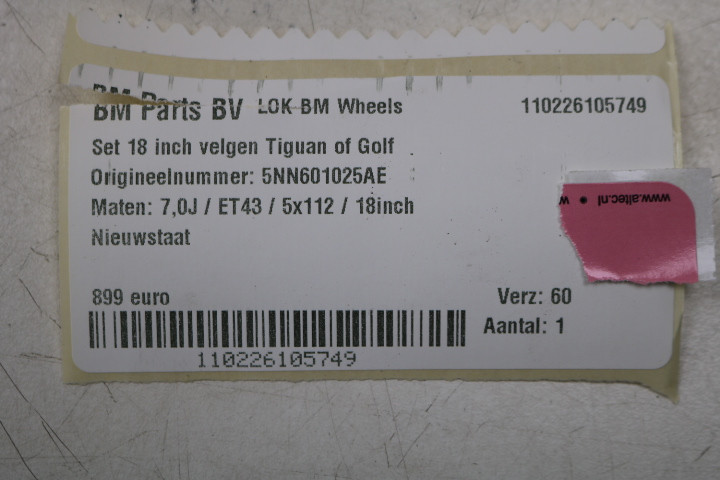 BM Parts BV LOK BM Wheels 110226105749
Set 18 inch velgen Tiguan of Golf
Origineelnummer: 5NN601025AE
Maten: 7,0J / ET43 / 5x112 / 18inch
www.altec.nl • w
Nieuwstaat
899 euro Verz: 60
Aantal: 1
110226105749